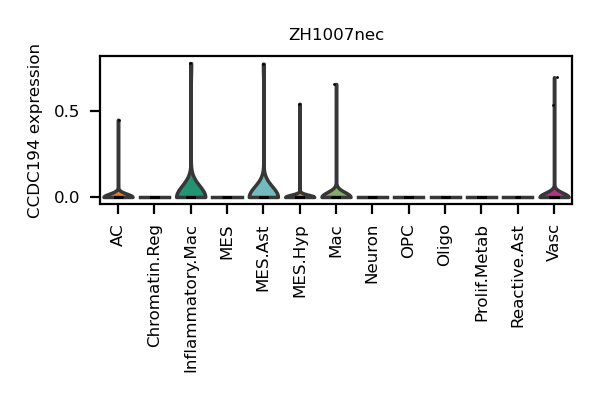 ZH1007nec
CCDC194 expression
0.5
0.0
AC
Chromatin.Reg
Inflammatory.Mac
MES
MES.Ast
MES.Hyp
Mac
Neuron
OPC
Oligo
Prolif.Metab
Reactive.Ast
Vasc